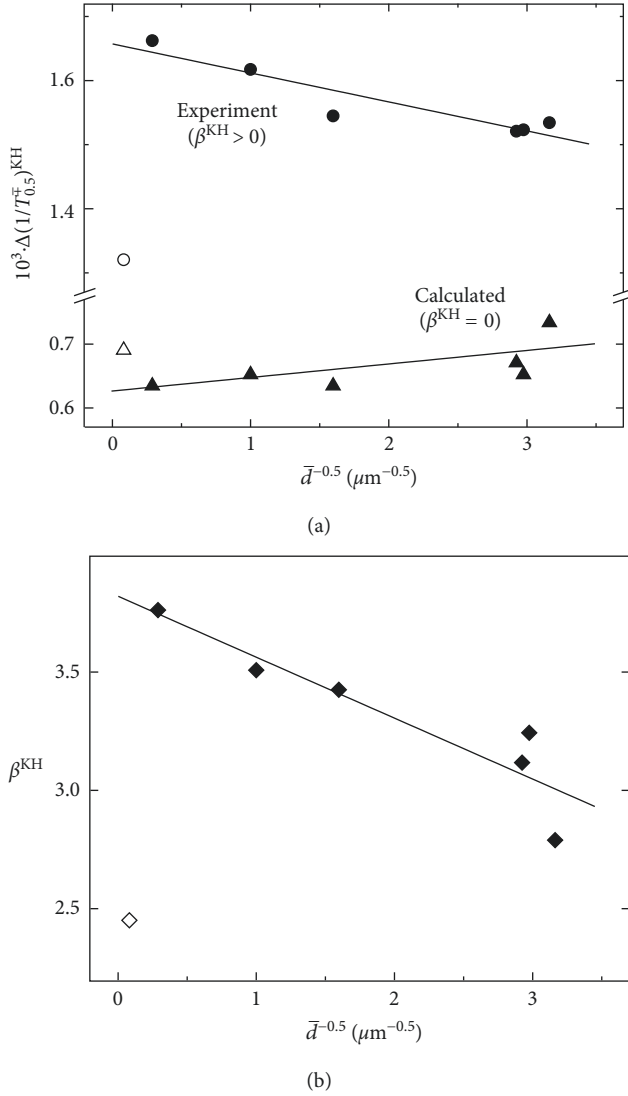 1.6
1.4
0.7
0.6
10³·Δ(1/T∓0.5)ᴷᴴ
Experiment
(βᴷᴴ > 0)
Calculated
(βᴷᴴ = 0)
0
1
2
3
d̅⁻⁰·⁵ (μm⁻⁰·⁵)
(a)
3.5
3.0
2.5
βᴷᴴ
0
1
2
3
d̅⁻⁰·⁵ (μm⁻⁰·⁵)
(b)